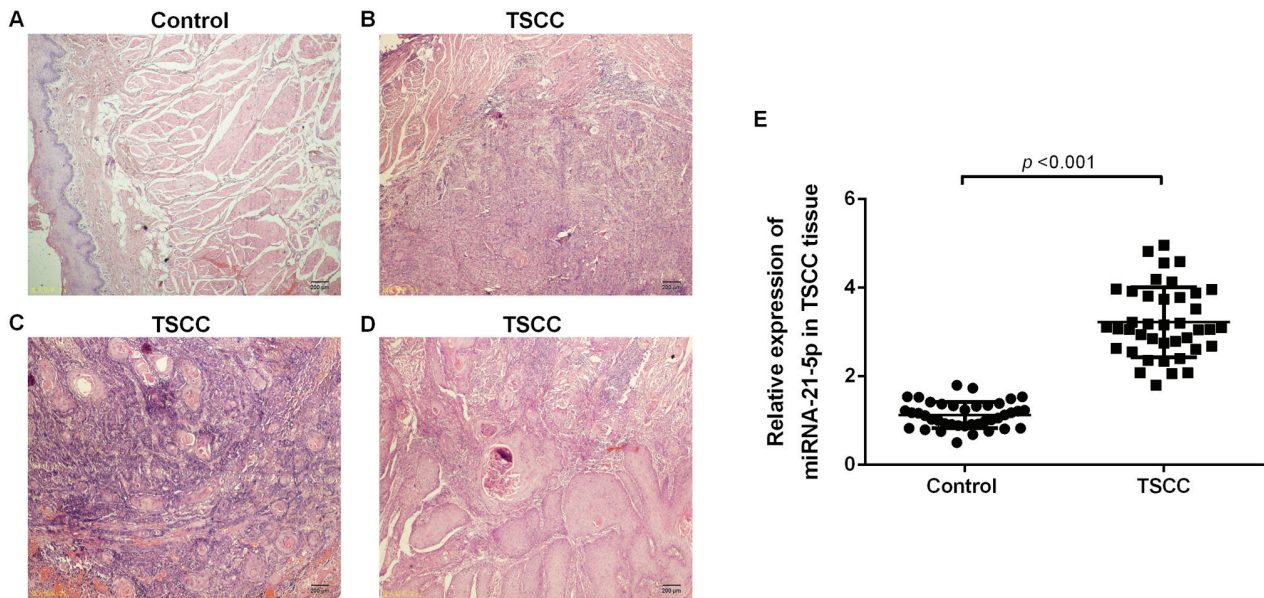 A
Control
B
TSCC
200 µm
200 µm
C
TSCC
D
TSCC
200 µm
200 µm
E
p <0.001
Relative expression of
miRNA-21-5p in TSCC tissue
6
4
2
0
Control
TSCC